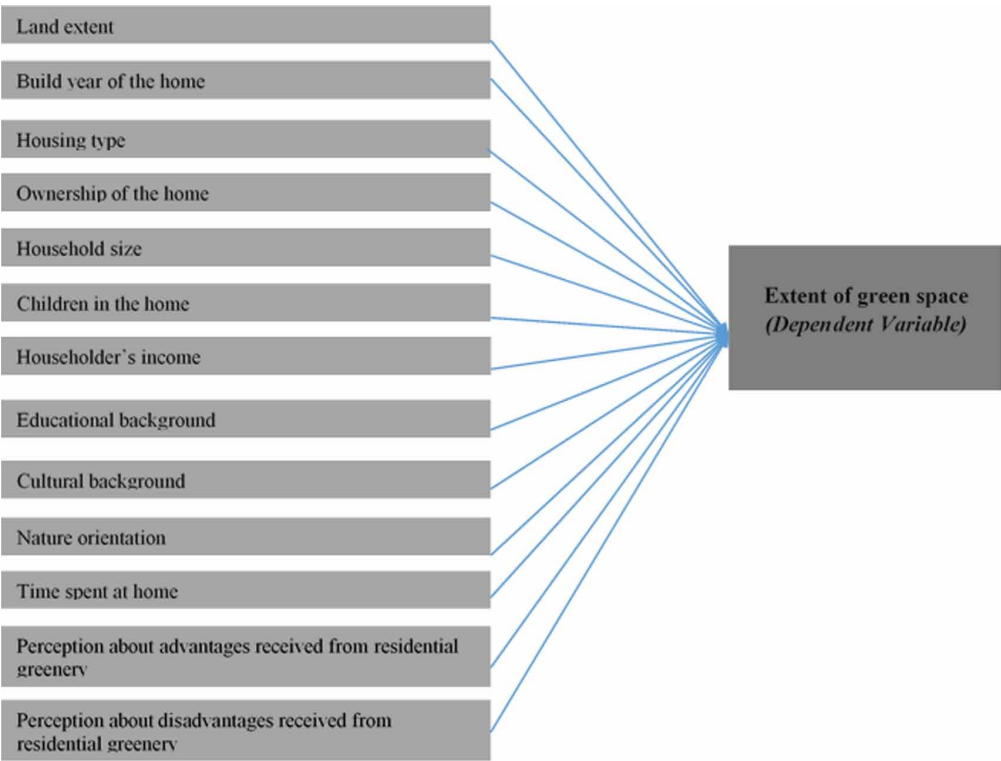 Land extent
Build year of the home
Housing type
Ownership of the home
Household size
Children in the home
Householder's income
Educational background
Cultural background
Nature orientation
Time spent at home
Perception about advantages received from residential
greenery
Perception about disadvantages received from
residential greenery
Extent of green space
(Dependent Variable)